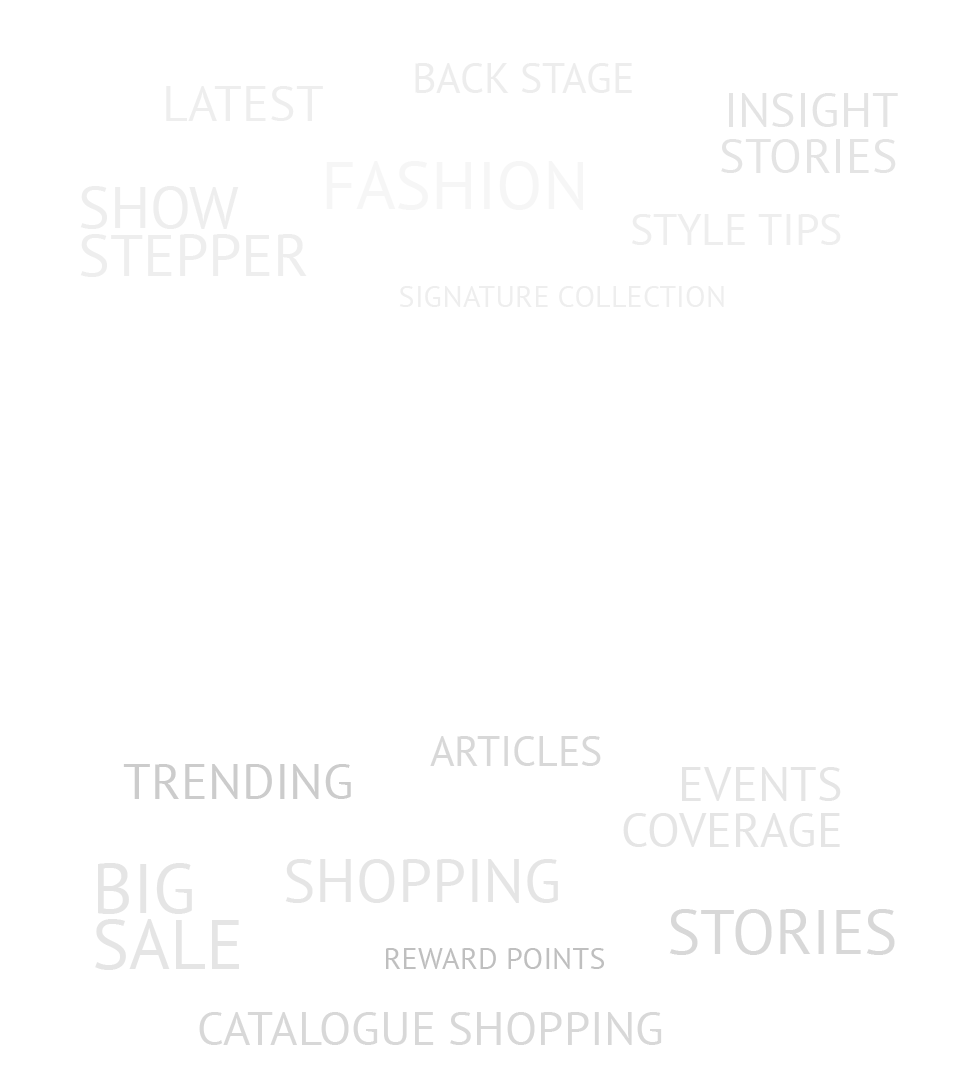 BACK STAGE
LATEST
INSIGHT
STORIES
FASHION
SHOW
STEPPER
STYLE TIPS
SIGNATURE COLLECTION
ARTICLES
TRENDING
EVENTS
COVERAGE
BIG
SALE
SHOPPING
STORIES
REWARD POINTS
CATALOGUE SHOPPING